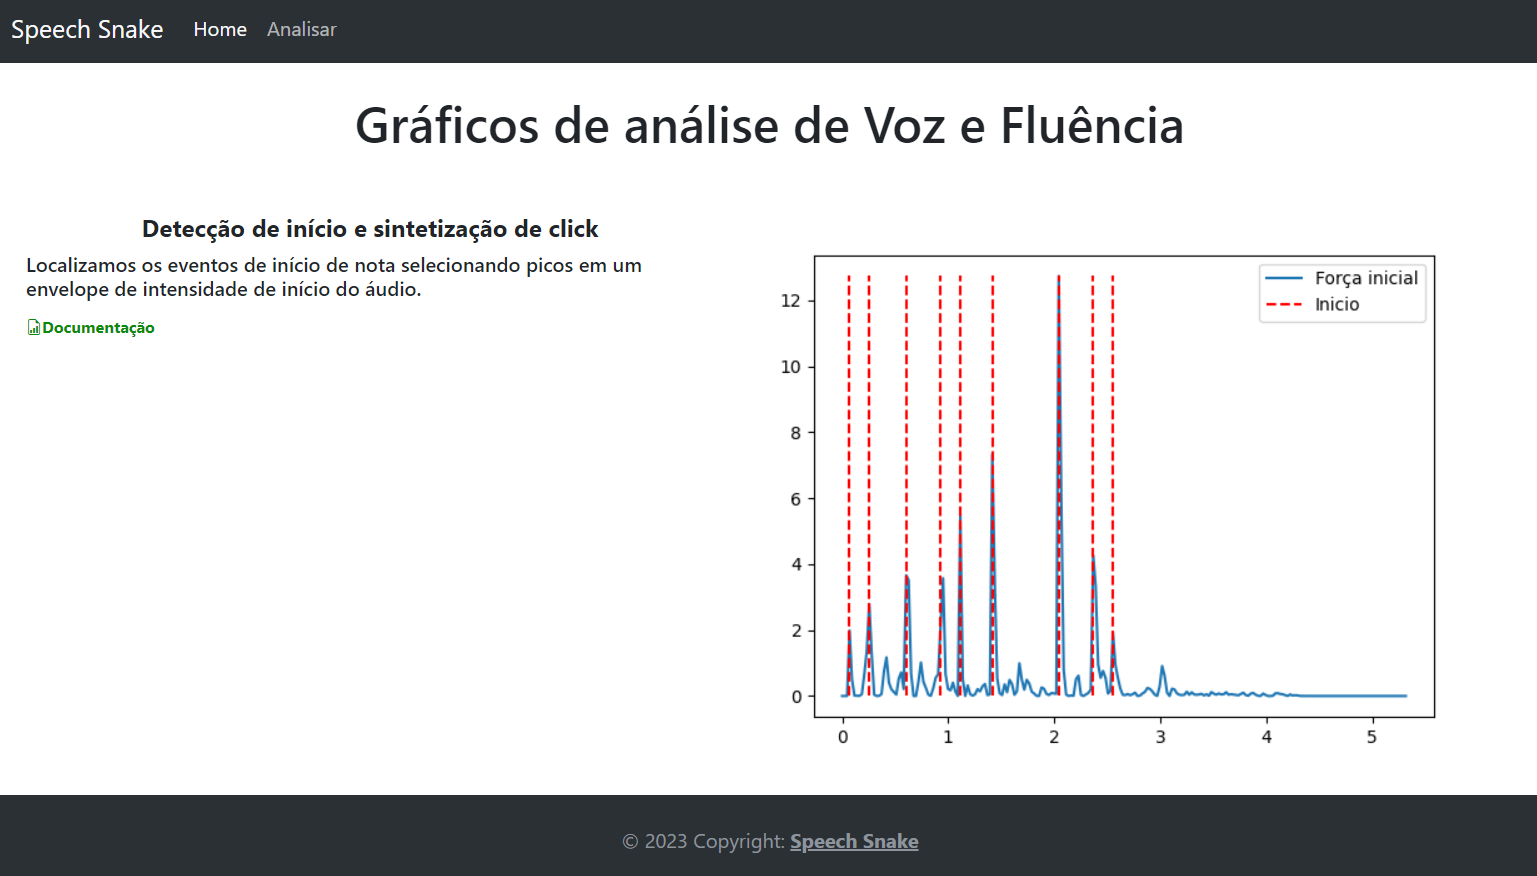 Speech Snake Home Analisar
Gráficos de análise de Voz e Fluência
Detecção de início e sintetização de click
Localizamos os eventos de início de nota selecionando picos em um
envelope de intensidade de início do áudio.
Documentação
Força inicial
Inicio
12
10
8
6
4
2
0
0 1 2 3 4 5
© 2023 Copyright: Speech Snake